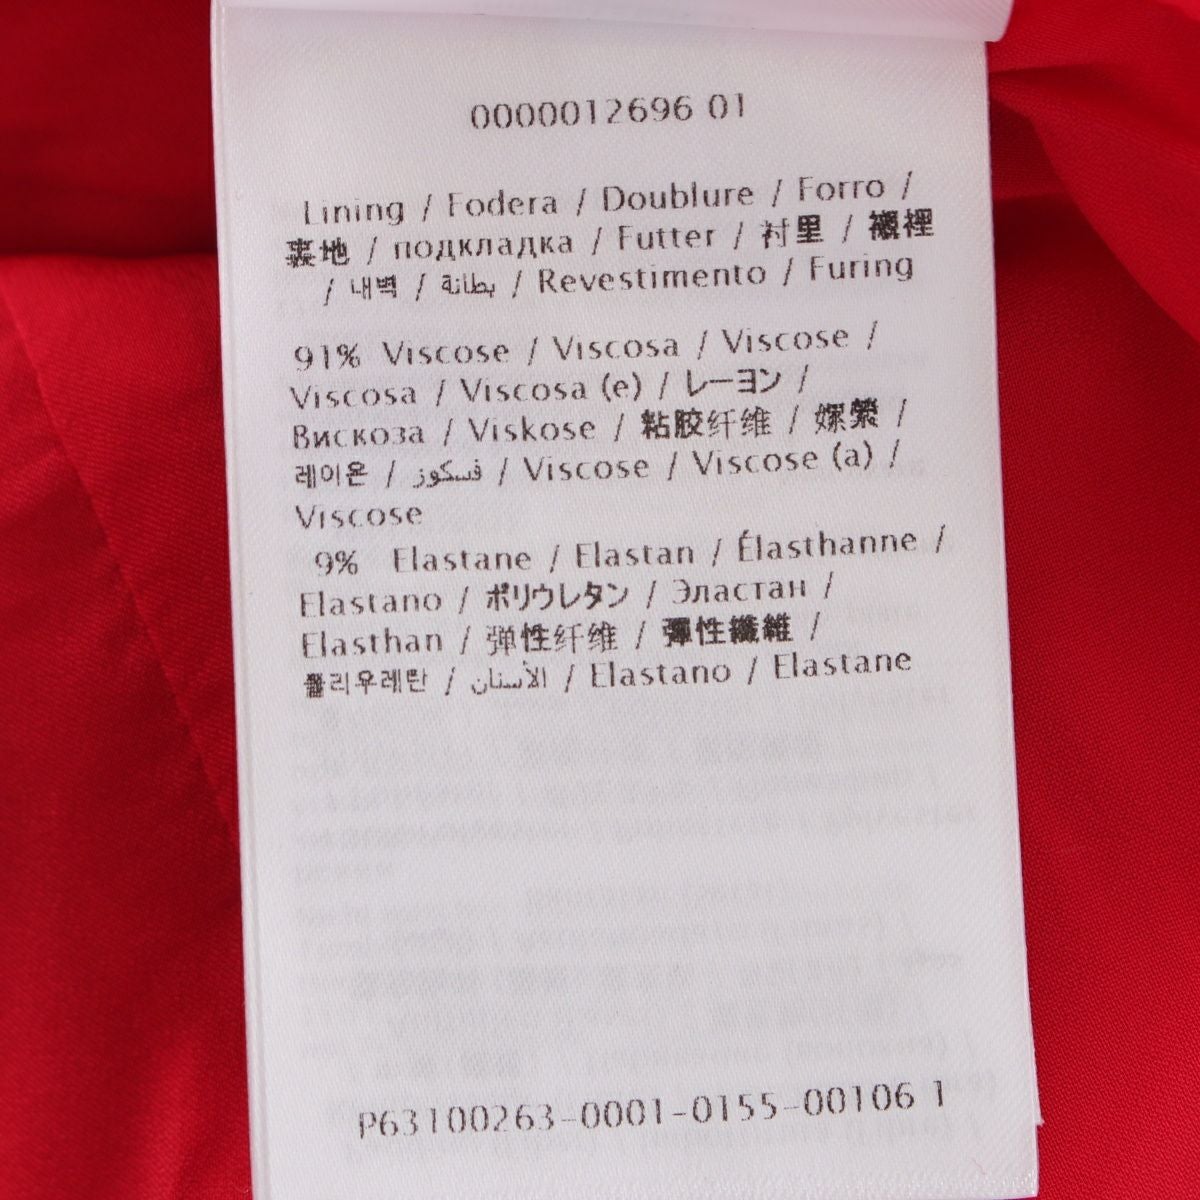 0000012696 01
Lining / Fodera / Doublure / Forro /
裏地 / подкладка / Futter / 衬里 / 襯裡
/ 내벽 / بطانة / Revestimento / Furing
91% Viscose / Viscosa / Viscose /
Viscosa / Viscosa (e) / レーヨン /
Вискоза / Viskose / 粘胶纤维 / 嫘縈 /
레이온 / فسكوز / Viscose / Viscose (a) /
Viscose
9% Elastane / Elastan / Élasthanne /
Elastano / ポリウレタン / Эластан /
Elasthan / 弹性纤维 / 彈性纖維 /
폴리우레탄 / الأستان / Elastano / Elastane
P63100263-0001-0155-00106 1